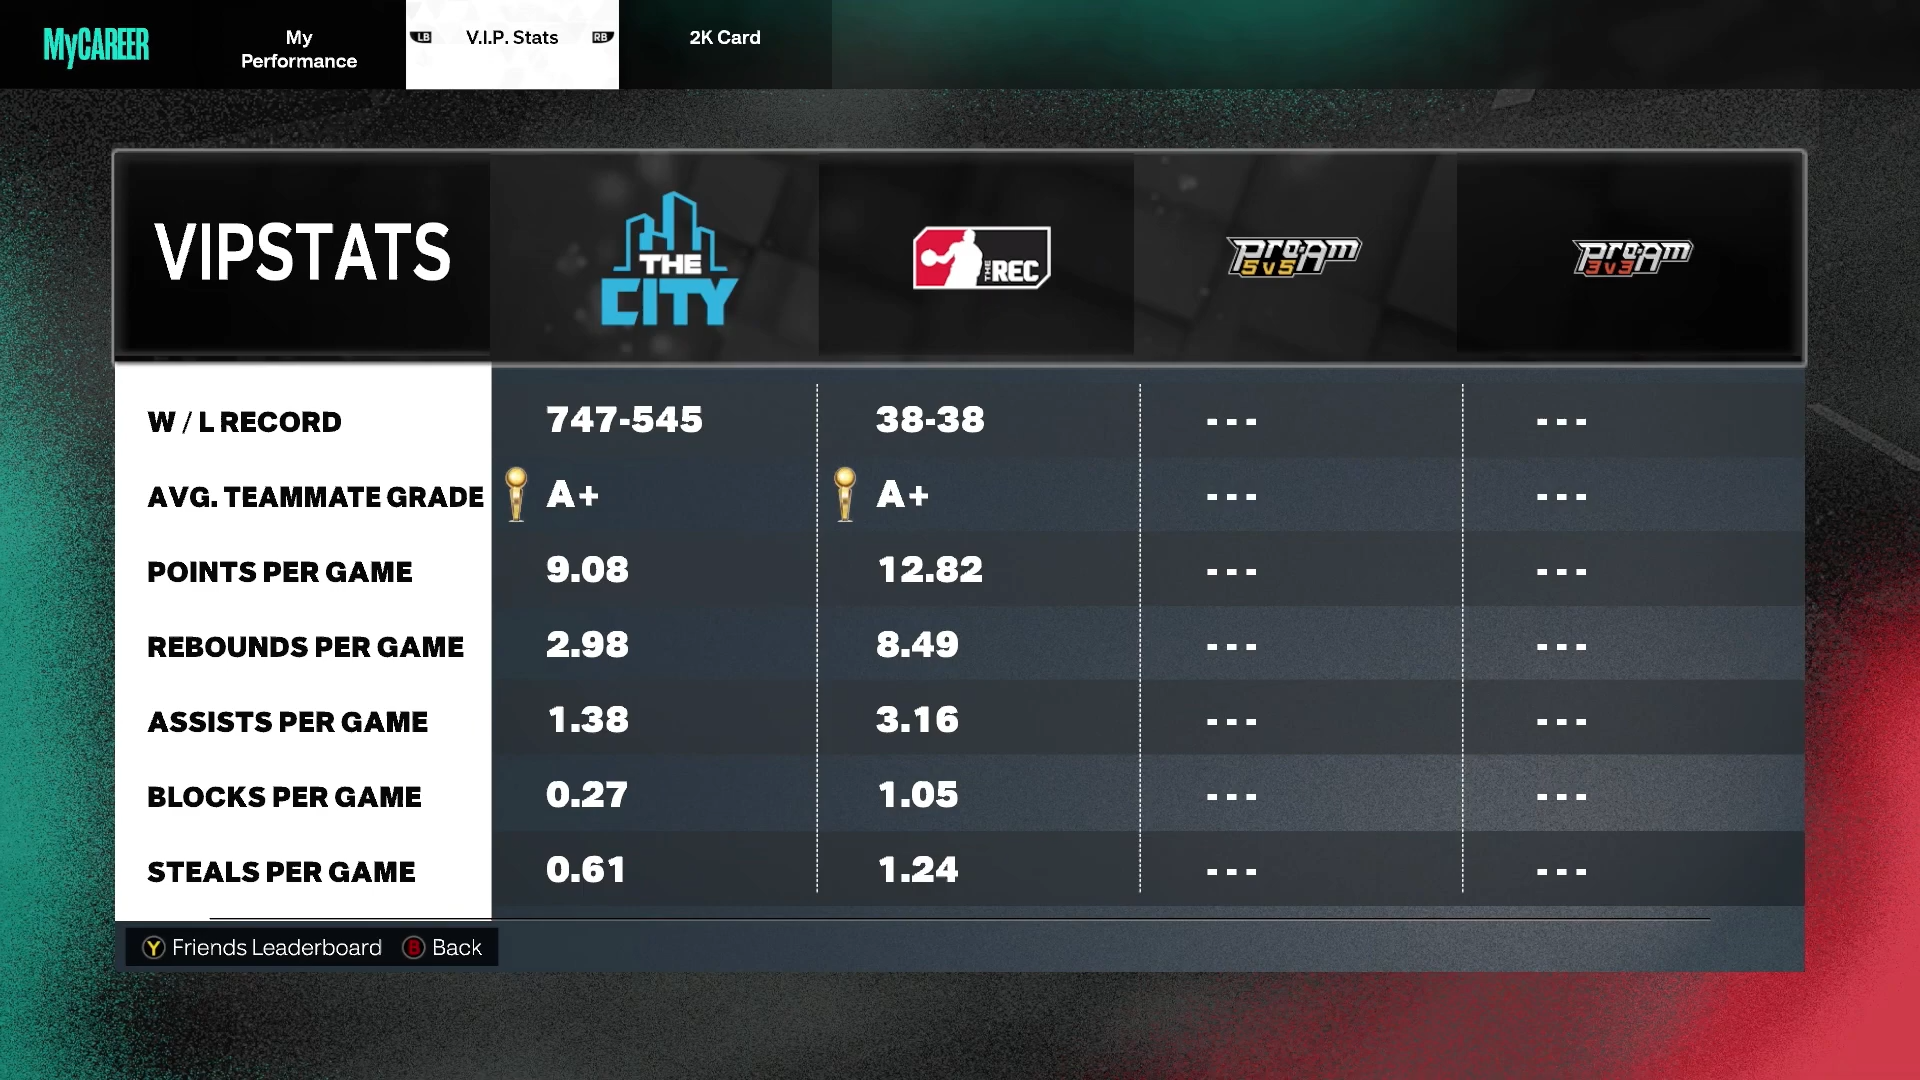 MyCAREER
My
Performance
LB V.I.P. Stats RB
2K Card
VIPSTATS
THE
CITY
THE REC
PRO·AM
5v5
PRO·AM
3v3
W / L RECORD 747-545 38-38 --- ---
AVG. TEAMMATE GRADE A+ A+ --- ---
POINTS PER GAME 9.08 12.82 --- ---
REBOUNDS PER GAME 2.98 8.49 --- ---
ASSISTS PER GAME 1.38 3.16 --- ---
BLOCKS PER GAME 0.27 1.05 --- ---
STEALS PER GAME 0.61 1.24 --- ---
Y Friends Leaderboard B Back